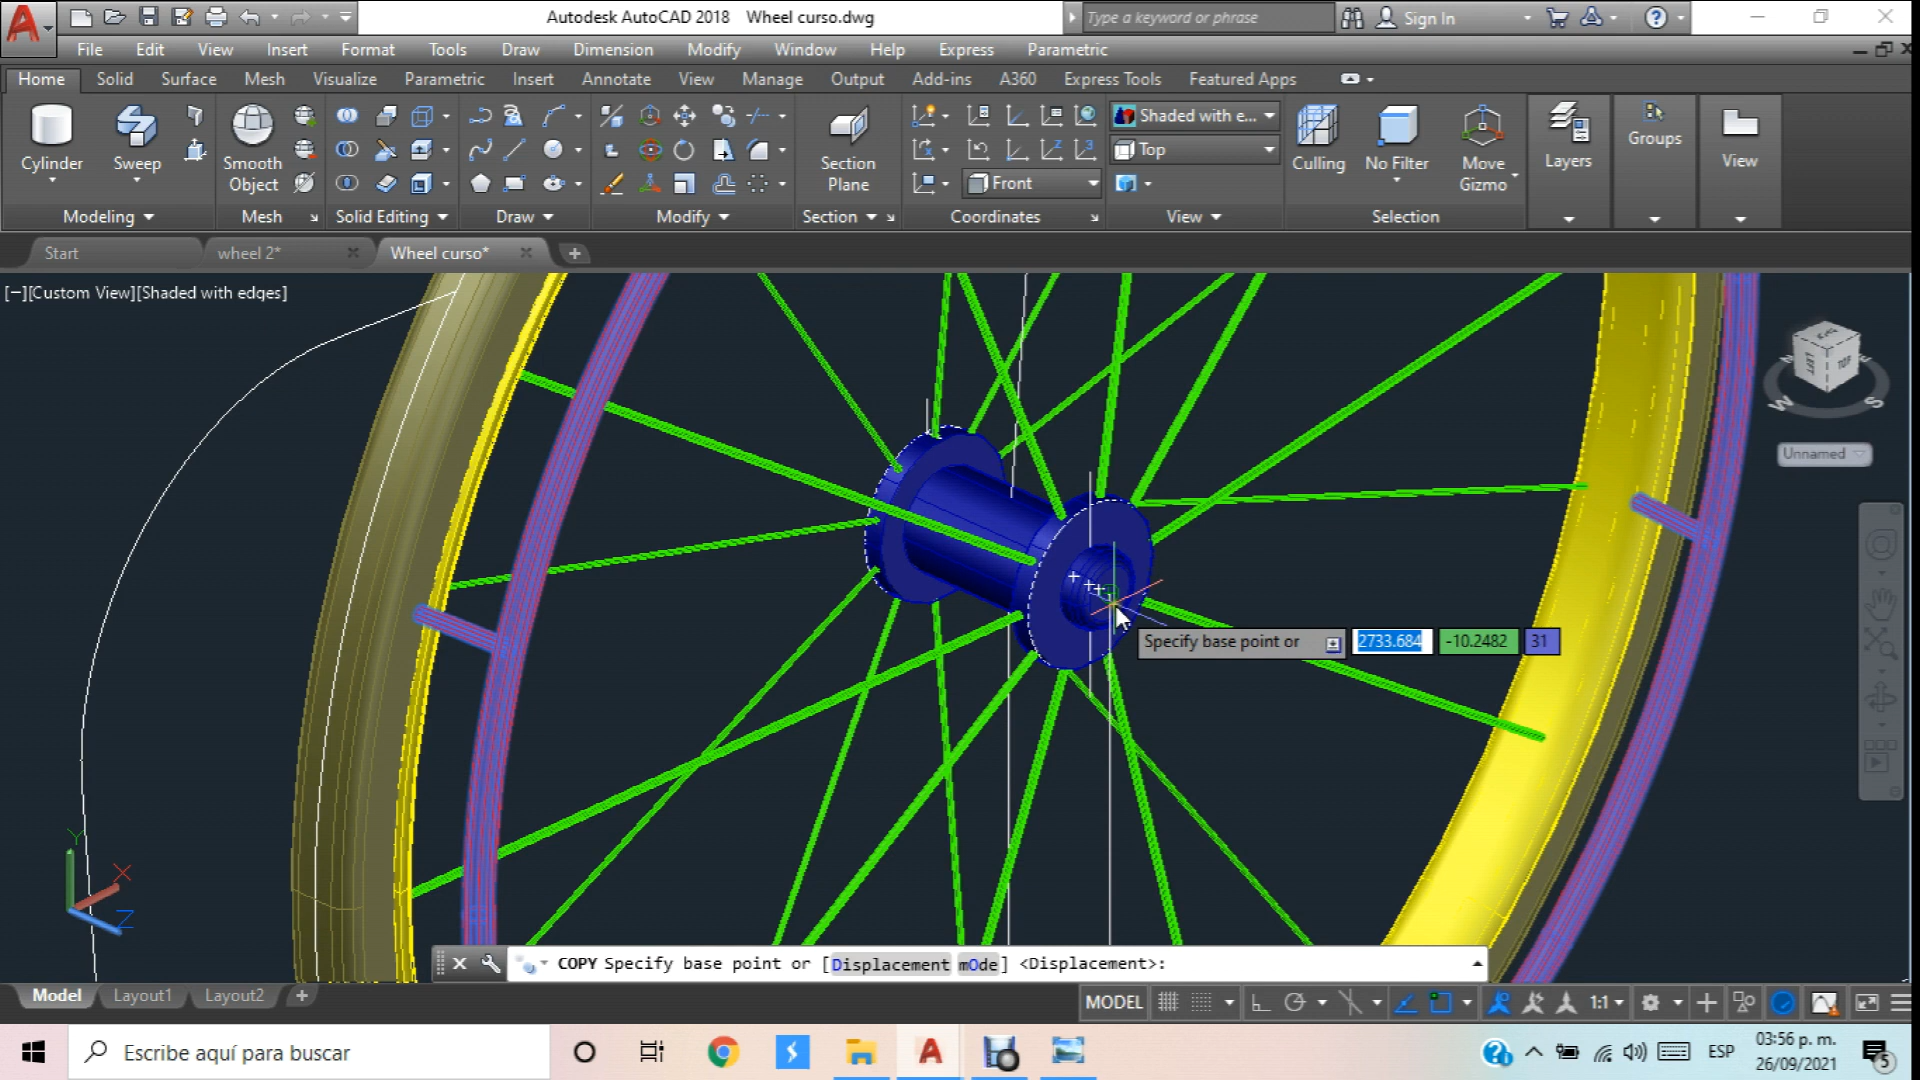 Autodesk AutoCAD 2018 Wheel curso.dwg
Type a keyword or phrase
Sign In
File Edit View Insert Format Tools Draw Dimension Modify Window Help Express Parametric
Home Solid Surface Mesh Visualize Parametric Insert Annotate View Manage Output Add-ins A360 Express Tools Featured Apps
Cylinder
Sweep
Smooth
Object
Section
Plane
Shaded with e...
Top
Front
Culling
No Filter
Move
Gizmo
Layers
Groups
View
Modeling
Mesh
Solid Editing
Draw
Modify
Section
Coordinates
View
Selection
Start
wheel 2*
Wheel curso*
[−][Custom View][Shaded with edges]
LEFT
TOP
N
E
W
S
Unnamed
Specify base point or 2733.684 -10.2482 31
Y
X
Z
COPY Specify base point or [Displacement mOde] <Displacement>:
Model Layout1 Layout2
MODEL
1:1
Escribe aquí para buscar
ESP
03:56 p. m.
26/09/2021
5